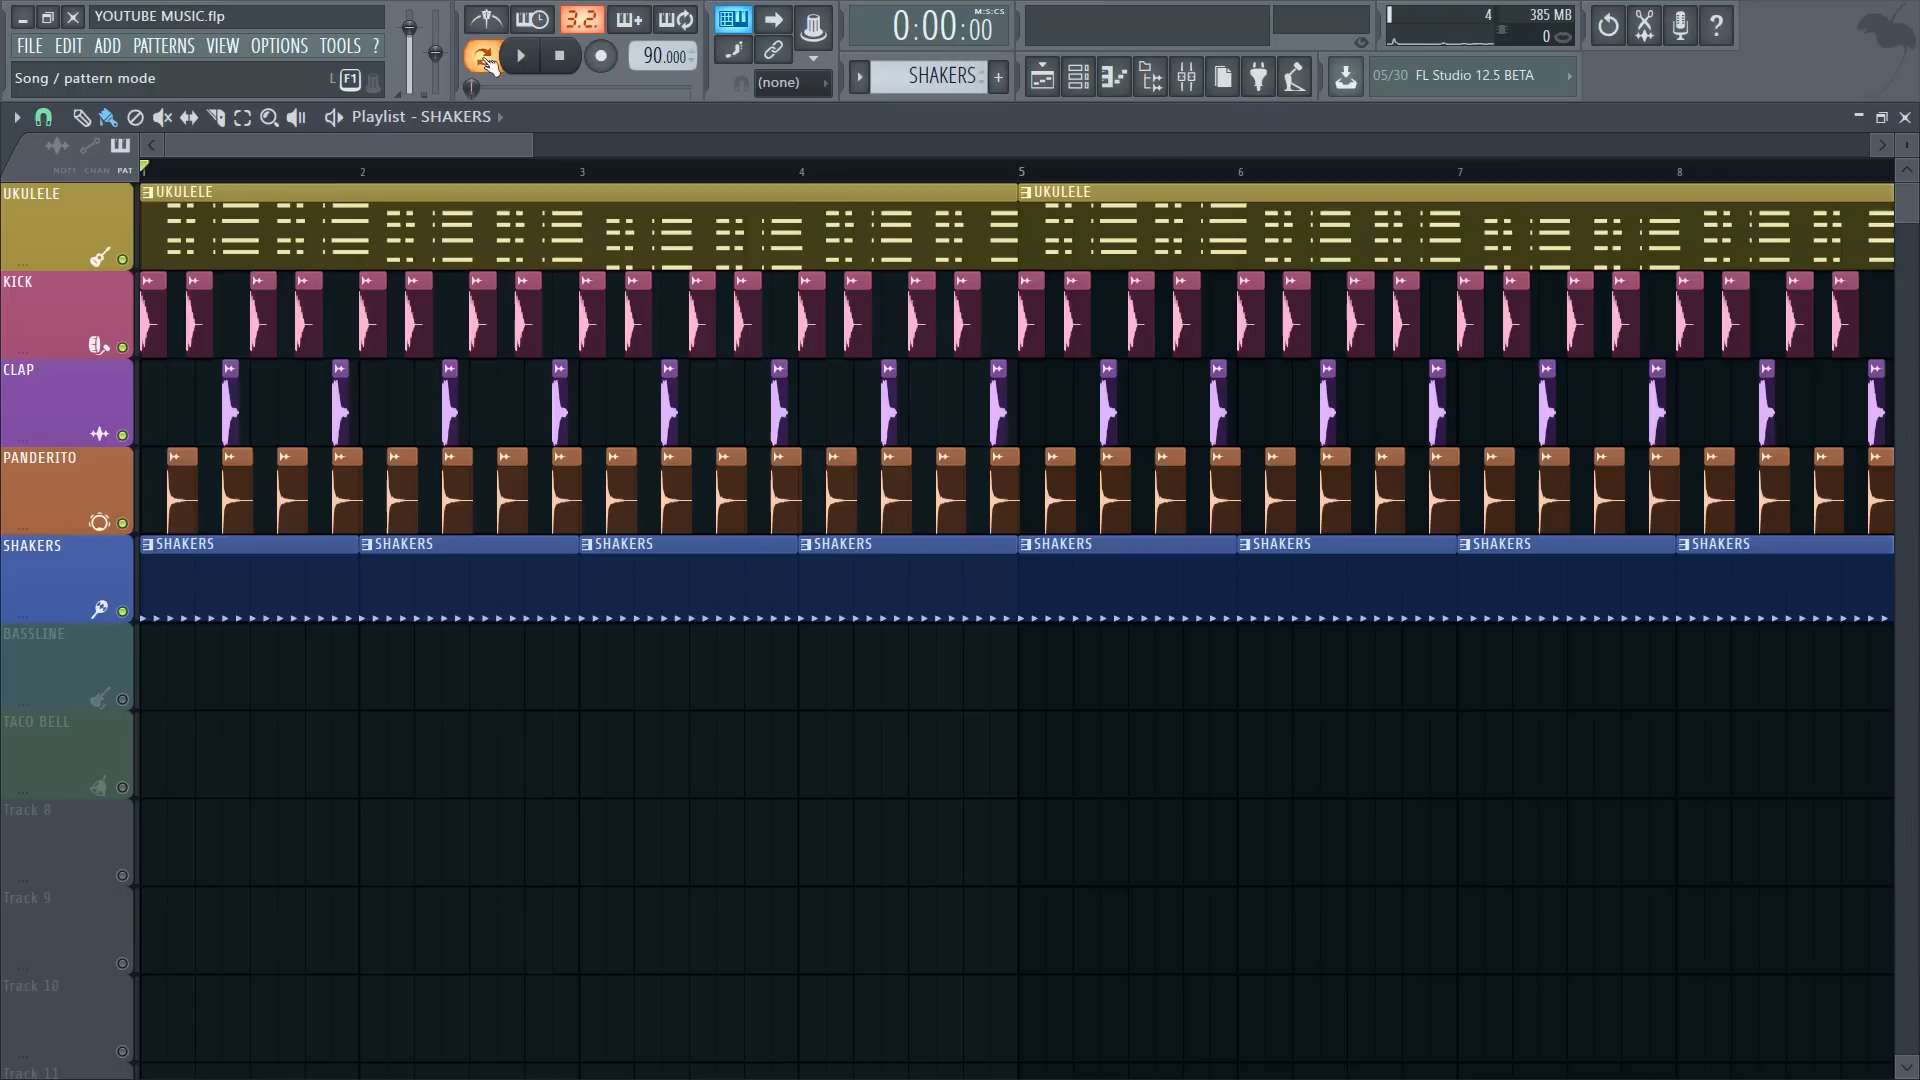 YOUTUBE MUSIC.flp
FILE EDIT ADD PATTERNS VIEW OPTIONS TOOLS ?
Song / pattern mode L F1
3.2.
90.000
(none)
0:00:00 M:S:CS
SHAKERS +
4 385 MB
0
05/30 FL Studio 12.5 BETA
Playlist - SHAKERS
NOTE CHAN PAT
1 2 3 4 5 6 7 8
UKULELE
UKULELE UKULELE
KICK
CLAP
PANDERITO
SHAKERS
SHAKERS SHAKERS SHAKERS SHAKERS SHAKERS SHAKERS SHAKERS SHAKERS
BASSLINE
TACO BELL
Track 8
Track 9
Track 10
Track 11